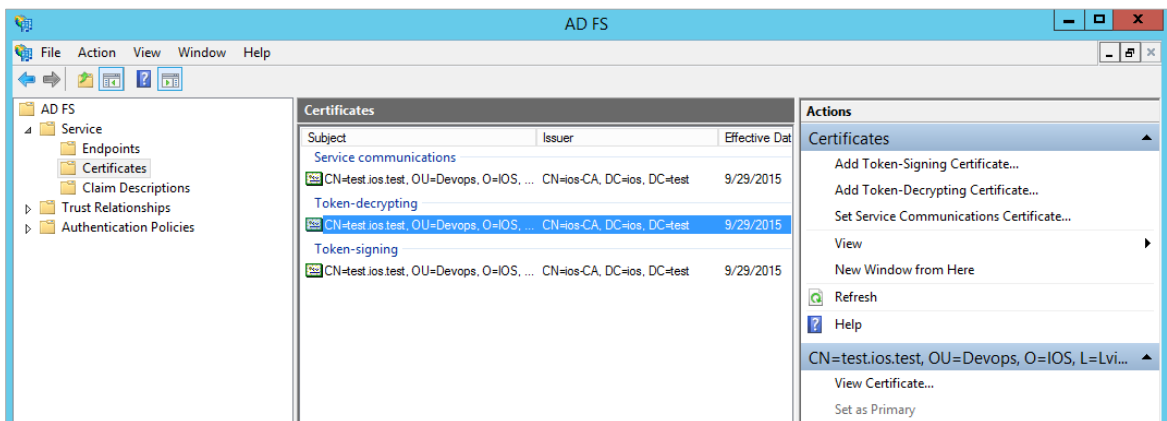 AD FS
File Action View Window Help
AD FS
Service
Endpoints
Certificates
Claim Descriptions
Trust Relationships
Authentication Policies
Certificates
Subject Issuer Effective Dat
Service communications
CN=test.ios.test, OU=Devops, O=IOS, ... CN=ios-CA, DC=ios, DC=test 9/29/2015
Token-decrypting
CN=test.ios.test, OU=Devops, O=IOS, ... CN=ios-CA, DC=ios, DC=test 9/29/2015
Token-signing
CN=test.ios.test, OU=Devops, O=IOS, ... CN=ios-CA, DC=ios, DC=test 9/29/2015
Actions
Certificates
Add Token-Signing Certificate...
Add Token-Decrypting Certificate...
Set Service Communications Certificate...
View
New Window from Here
Refresh
Help
CN=test.ios.test, OU=Devops, O=IOS, L=Lvi...
View Certificate...
Set as Primary